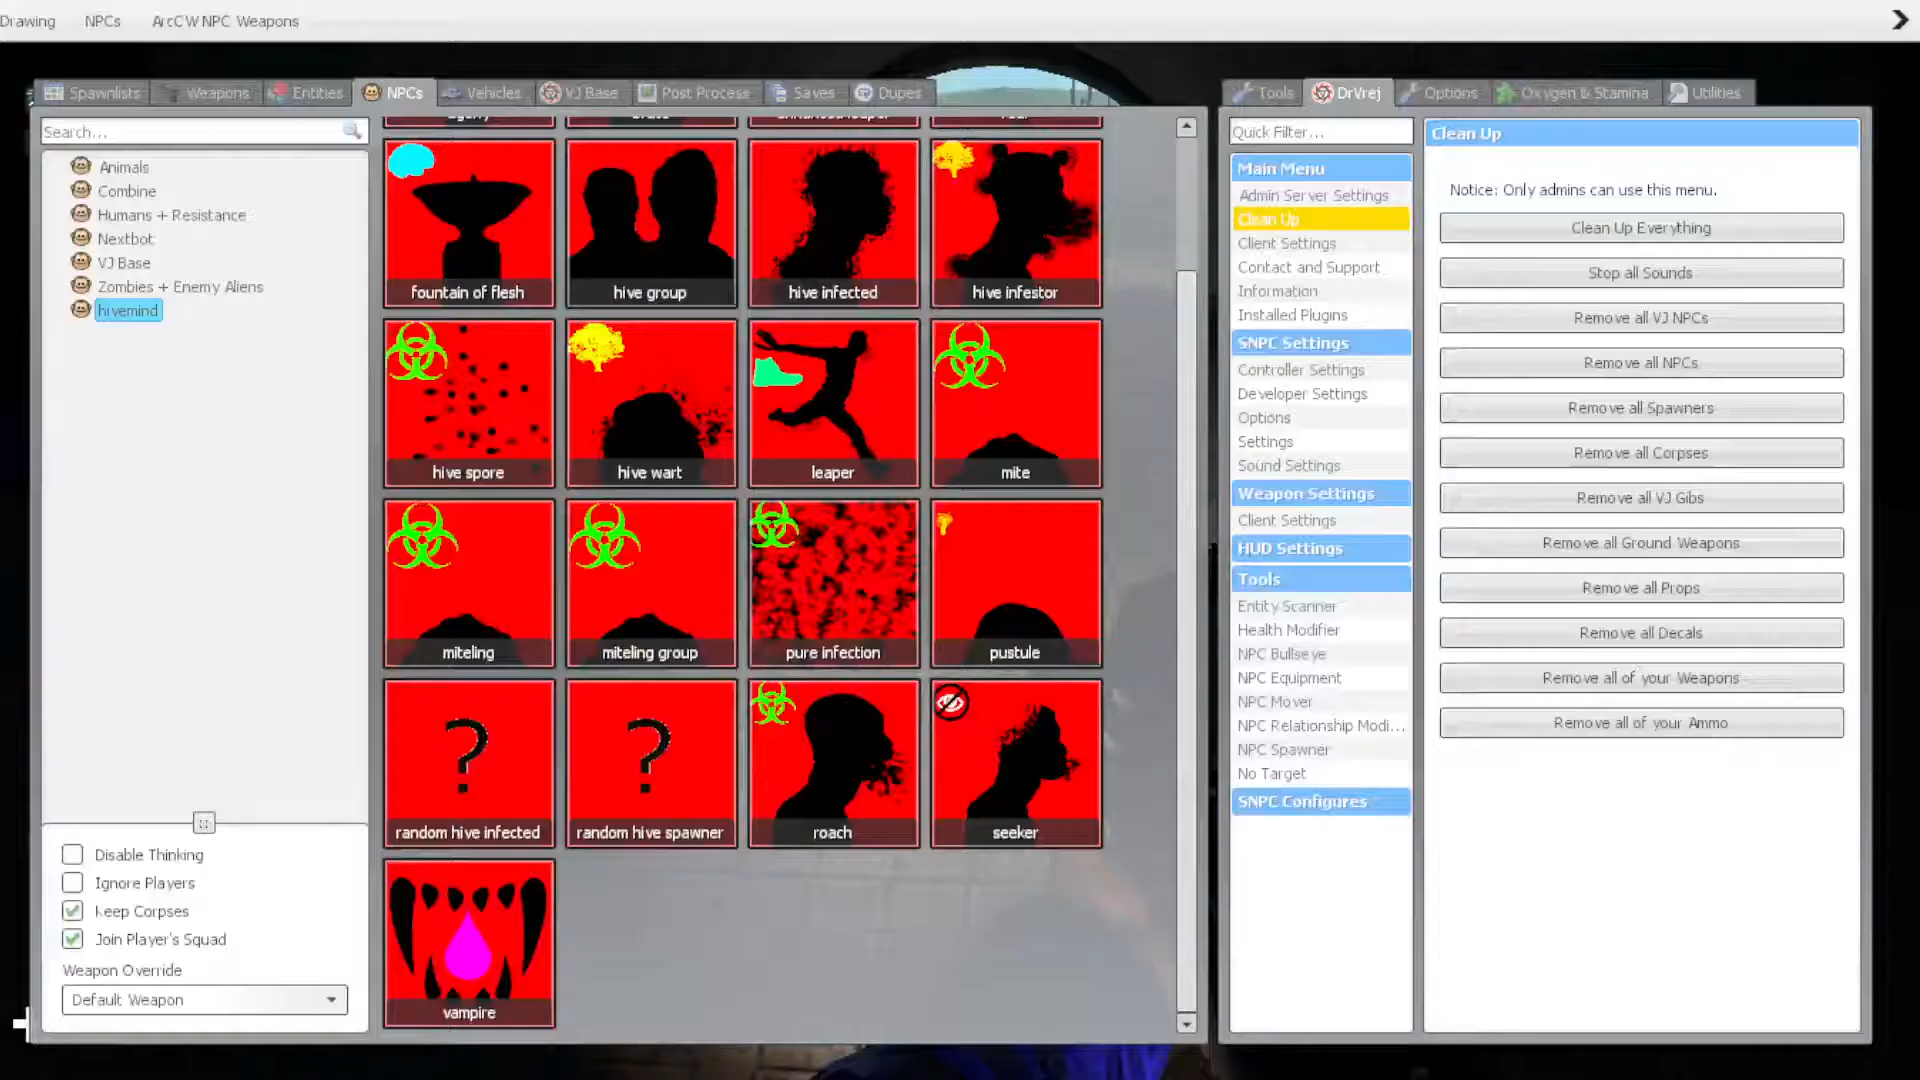 Drawing NPCs ArcCW NPC Weapons
Spawnlists Weapons Entities NPCs Vehicles VJ Base Post Process Saves Dupes
Search...
Animals
Combine
Humans + Resistance
Nextbot
VJ Base
Zombies + Enemy Aliens
hivemind
Disable Thinking
Ignore Players
Keep Corpses
Join Player's Squad
Weapon Override
Default Weapon
fountain of flesh
hive group
hive infected
hive infestor
hive spore
hive wart
leaper
mite
miteling
miteling group
pure infection
pustule
random hive infected
random hive spawner
roach
seeker
vampire
Tools DrVrej Options Oxygen & Stamina Utilities
Quick Filter...
Main Menu
Admin Server Settings
Clean Up
Client Settings
Contact and Support
Information
Installed Plugins
SNPC Settings
Controller Settings
Developer Settings
Options
Settings
Sound Settings
Weapon Settings
Client Settings
HUD Settings
Tools
Entity Scanner
Health Modifier
NPC Bullseye
NPC Equipment
NPC Mover
NPC Relationship Modi...
NPC Spawner
No Target
SNPC Configures
Clean Up
Notice: Only admins can use this menu.
Clean Up Everything
Stop all Sounds
Remove all VJ NPCs
Remove all NPCs
Remove all Spawners
Remove all Corpses
Remove all VJ Gibs
Remove all Ground Weapons
Remove all Props
Remove all Decals
Remove all of your Weapons
Remove all of your Ammo